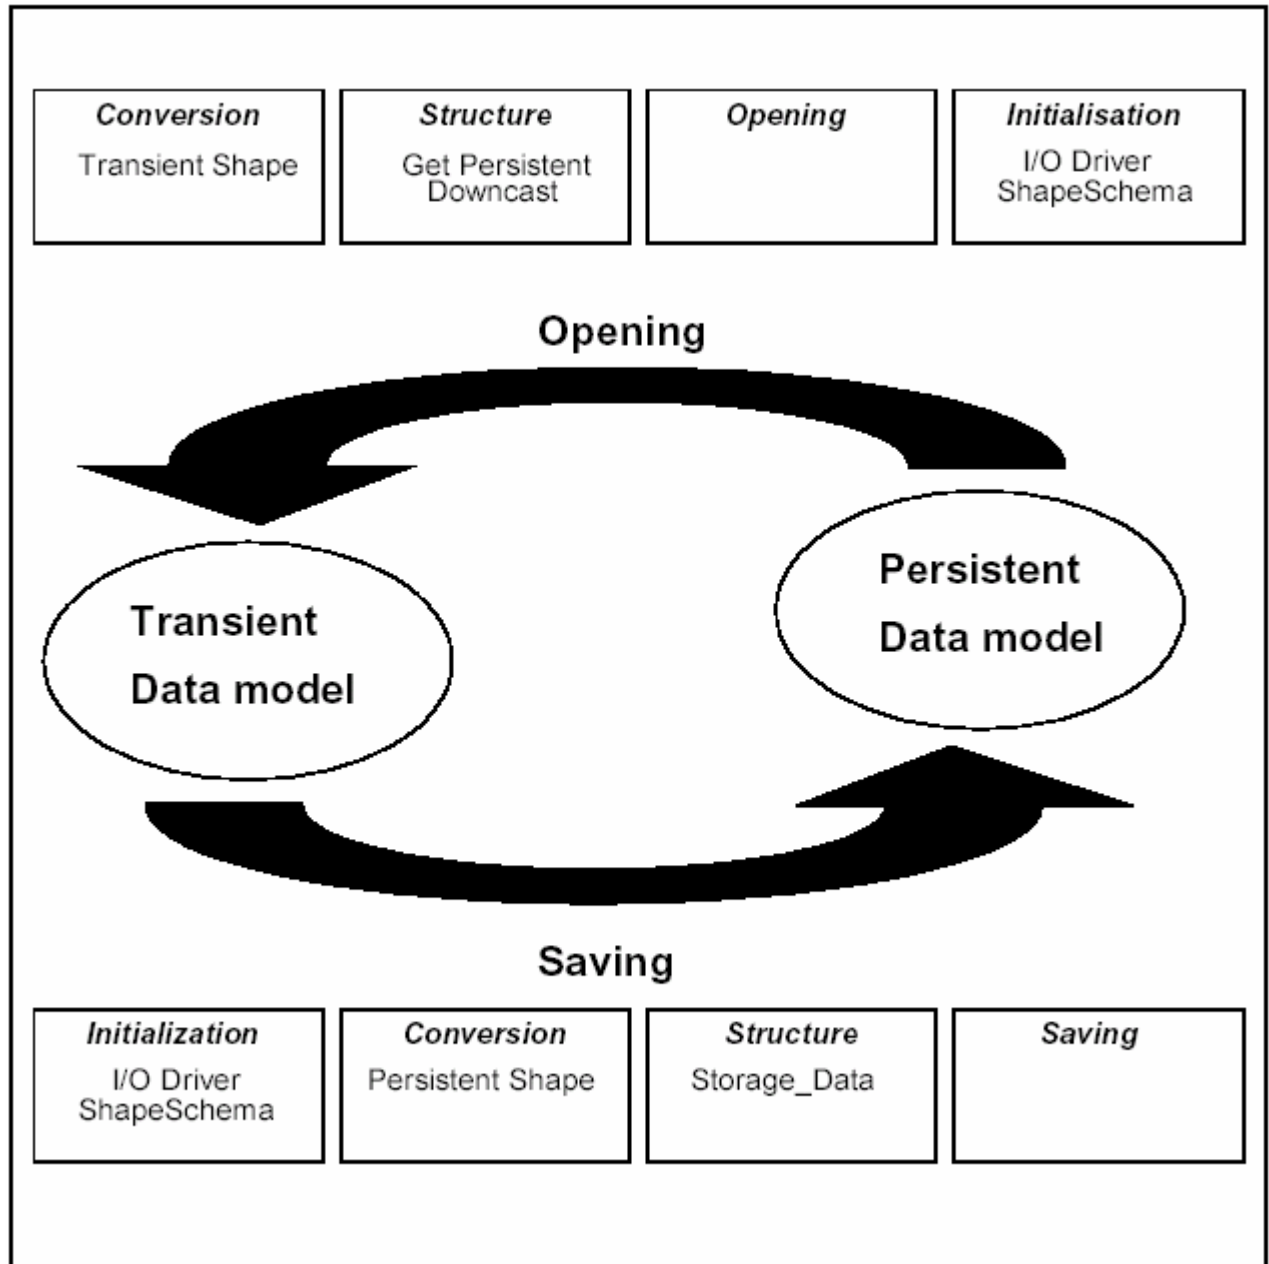 Conversion
Transient Shape
Structure
Get Persistent
Downcast
Opening
Initialisation
I/O Driver
ShapeSchema
Opening
Transient
Data model
Persistent
Data model
Saving
Initialization
I/O Driver
ShapeSchema
Conversion
Persistent Shape
Structure
Storage_Data
Saving